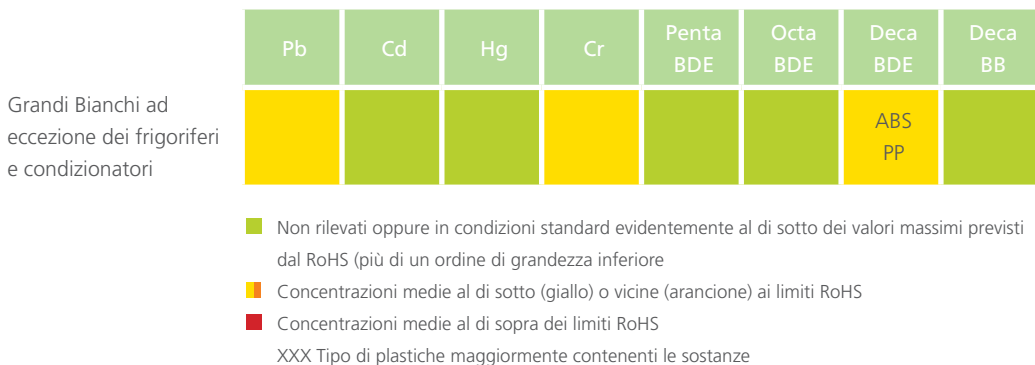 Pb Cd Hg Cr Penta BDE Octa BDE Deca BDE Deca BB
Grandi Bianchi ad
eccezione dei frigoriferi
e condizionatori
ABS
PP
Non rilevati oppure in condizioni standard evidentemente al di sotto dei valori massimi previsti
dal RoHS (più di un ordine di grandezza inferiore
Concentrazioni medie al di sotto (giallo) o vicine (arancione) ai limiti RoHS
Concentrazioni medie al di sopra dei limiti RoHS
XXX Tipo di plastiche maggiormente contenenti le sostanze